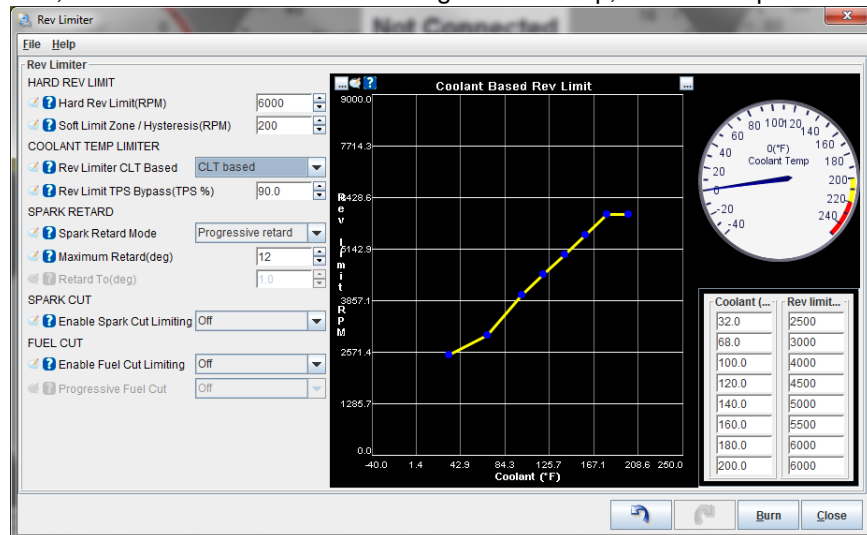 Rev Limiter
Not Connected
File Help
Rev Limiter
HARD REV LIMIT
Hard Rev Limit(RPM) 6000
Soft Limit Zone / Hysteresis(RPM) 200
COOLANT TEMP LIMITER
Rev Limiter CLT Based CLT based
Rev Limit TPS Bypass(TPS %) 90.0
SPARK RETARD
Spark Retard Mode Progressive retard
Maximum Retard(deg) 12
Retard To(deg) 1.0
SPARK CUT
Enable Spark Cut Limiting Off
FUEL CUT
Enable Fuel Cut Limiting Off
Progressive Fuel Cut Off
Coolant Based Rev Limit
9000.0
7714.3
6428.6
5142.9
3857.1
2571.4
1285.7
0.0
Rev Limit RPM
-40.0 1.4 42.9 84.3 125.7 167.1 208.6 250.0
Coolant (°F)
-40
-20
0
20
40
60
80
100
120
140
160
180
200
220
240
0(°F)
Coolant Temp
Coolant (... Rev limit...
32.0 2500
68.0 3000
100.0 4000
120.0 4500
140.0 5000
160.0 5500
180.0 6000
200.0 6000
Burn Close